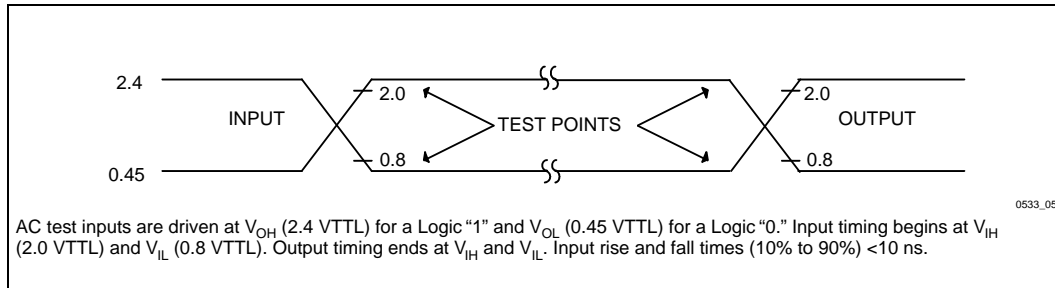 2.4
2.0
2.0
INPUT
TEST POINTS
OUTPUT
0.8
0.8
0.45
0533_05
AC test inputs are driven at VOH (2.4 VTTL) for a Logic “1” and VOL (0.45 VTTL) for a Logic “0.” Input timing begins at VIH
(2.0 VTTL) and VIL (0.8 VTTL). Output timing ends at VIH and VIL. Input rise and fall times (10% to 90%) <10 ns.